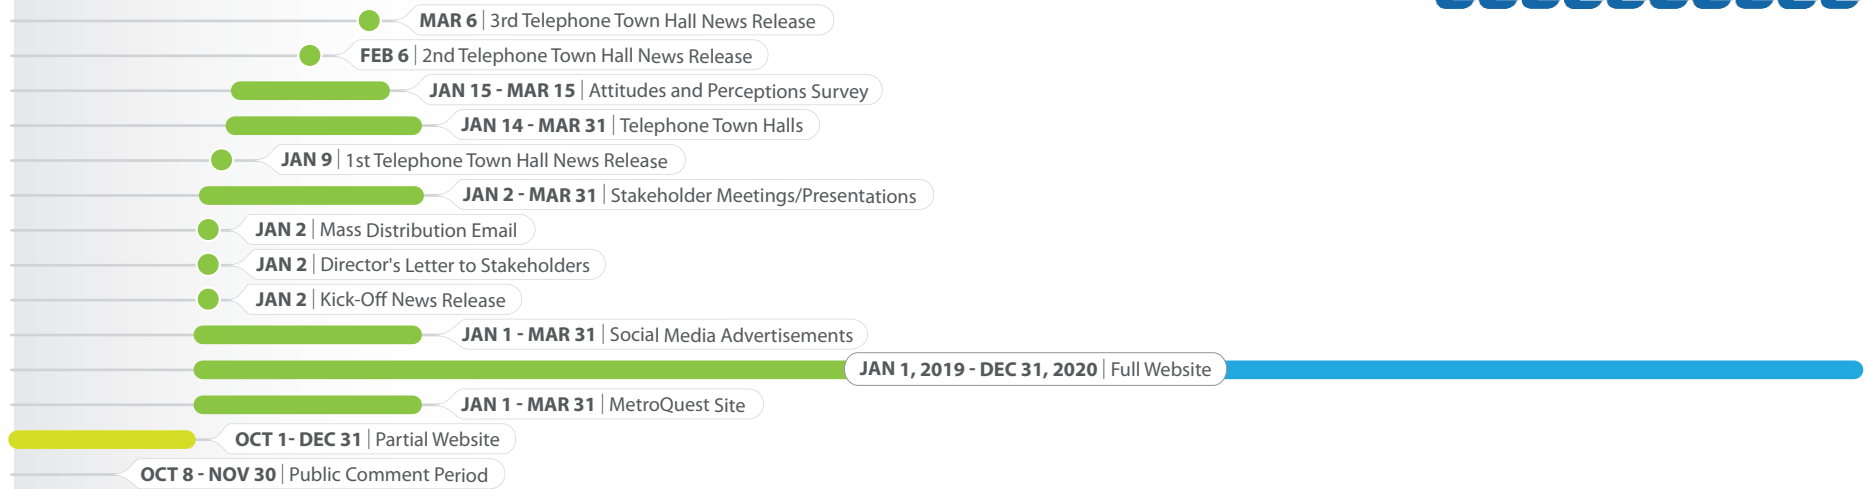 MAR 6 | 3rd Telephone Town Hall News Release
FEB 6 | 2nd Telephone Town Hall News Release
JAN 15 - MAR 15 | Attitudes and Perceptions Survey
JAN 14 - MAR 31 | Telephone Town Halls
JAN 9 | 1st Telephone Town Hall News Release
JAN 2 - MAR 31 | Stakeholder Meetings/Presentations
JAN 2 | Mass Distribution Email
JAN 2 | Director's Letter to Stakeholders
JAN 2 | Kick-Off News Release
JAN 1 - MAR 31 | Social Media Advertisements
JAN 1, 2019 - DEC 31, 2020 | Full Website
JAN 1 - MAR 31 | MetroQuest Site
OCT 1- DEC 31 | Partial Website
OCT 8 - NOV 30 | Public Comment Period